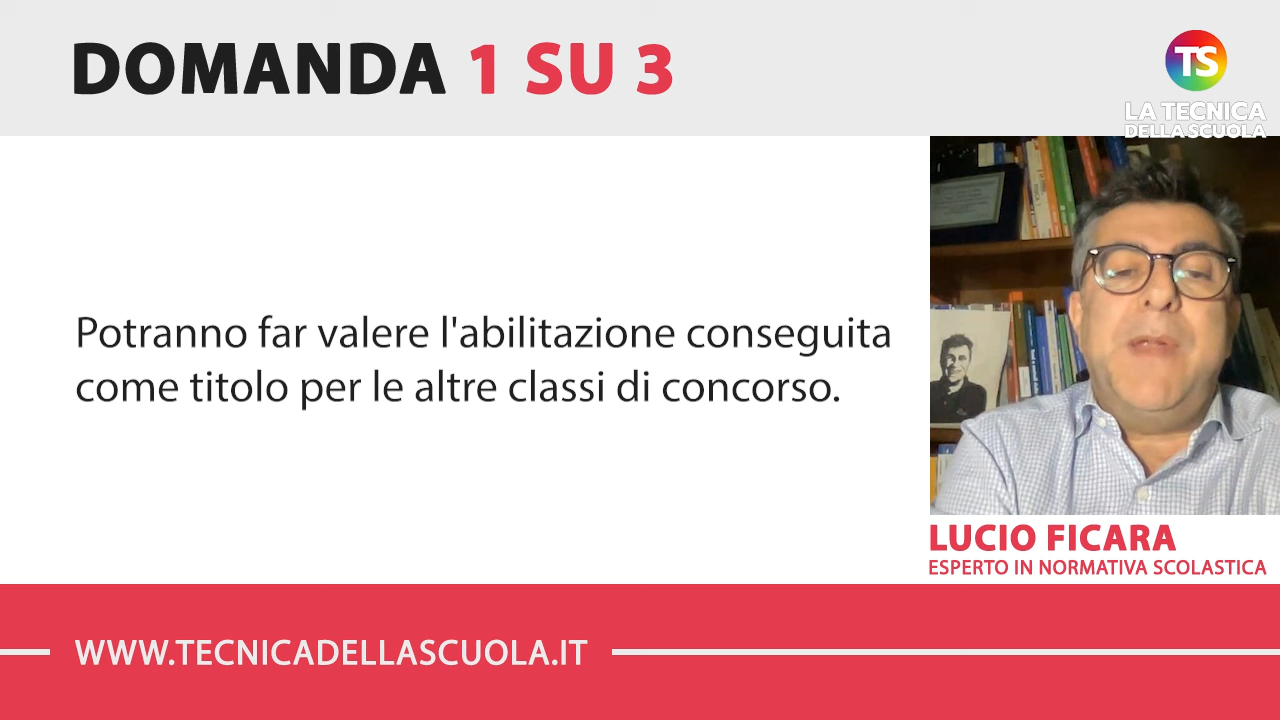 DOMANDA 1 SU 3
TS
LA TECNICA
DELLA SCUOLA
Potranno far valere l'abilitazione conseguita
come titolo per le altre classi di concorso.
LUCIO FICARA
ESPERTO IN NORMATIVA SCOLASTICA
WWW.TECNICADELLASCUOLA.IT